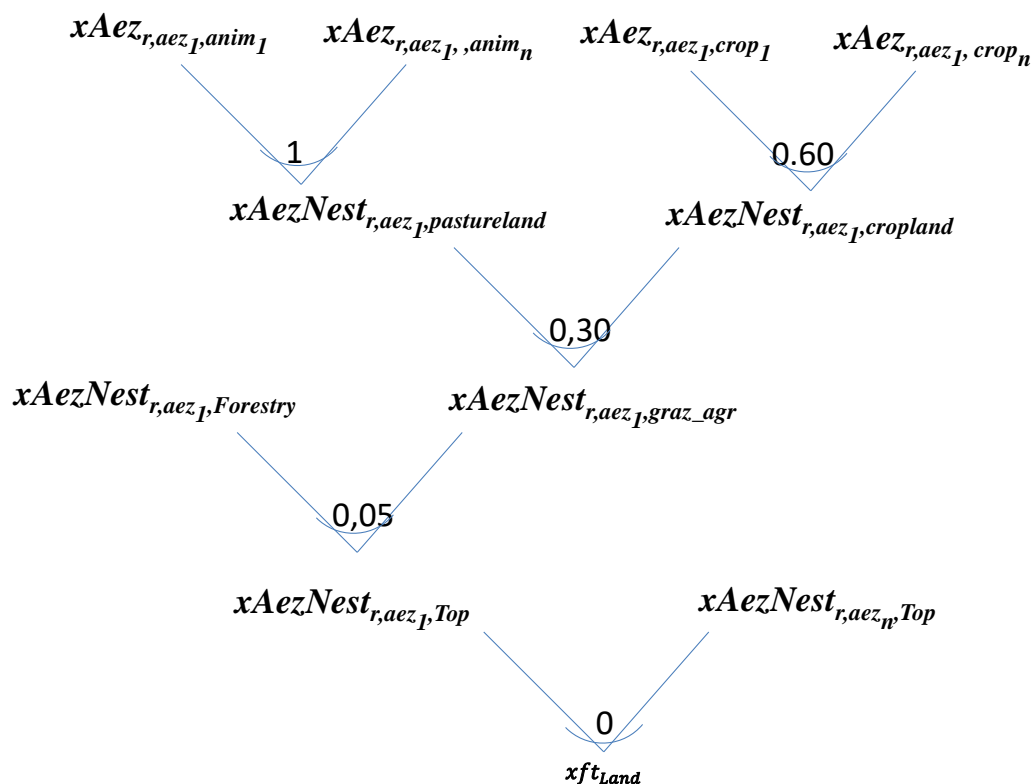 xAez_{r,aez_1,anim_1} xAez_{r,aez_1, ,anim_n} xAez_{r,aez_1,crop_1} xAez_{r,aez_1, crop_n}
1 0.60
xAezNest_{r,aez_1,pastureland} xAezNest_{r,aez_1,cropland}
0,30
xAezNest_{r,aez_1,Forestry} xAezNest_{r,aez_1,graz_agr}
0,05
xAezNest_{r,aez_1,Top} xAezNest_{r,aez_n,Top}
0
xft_{Land}